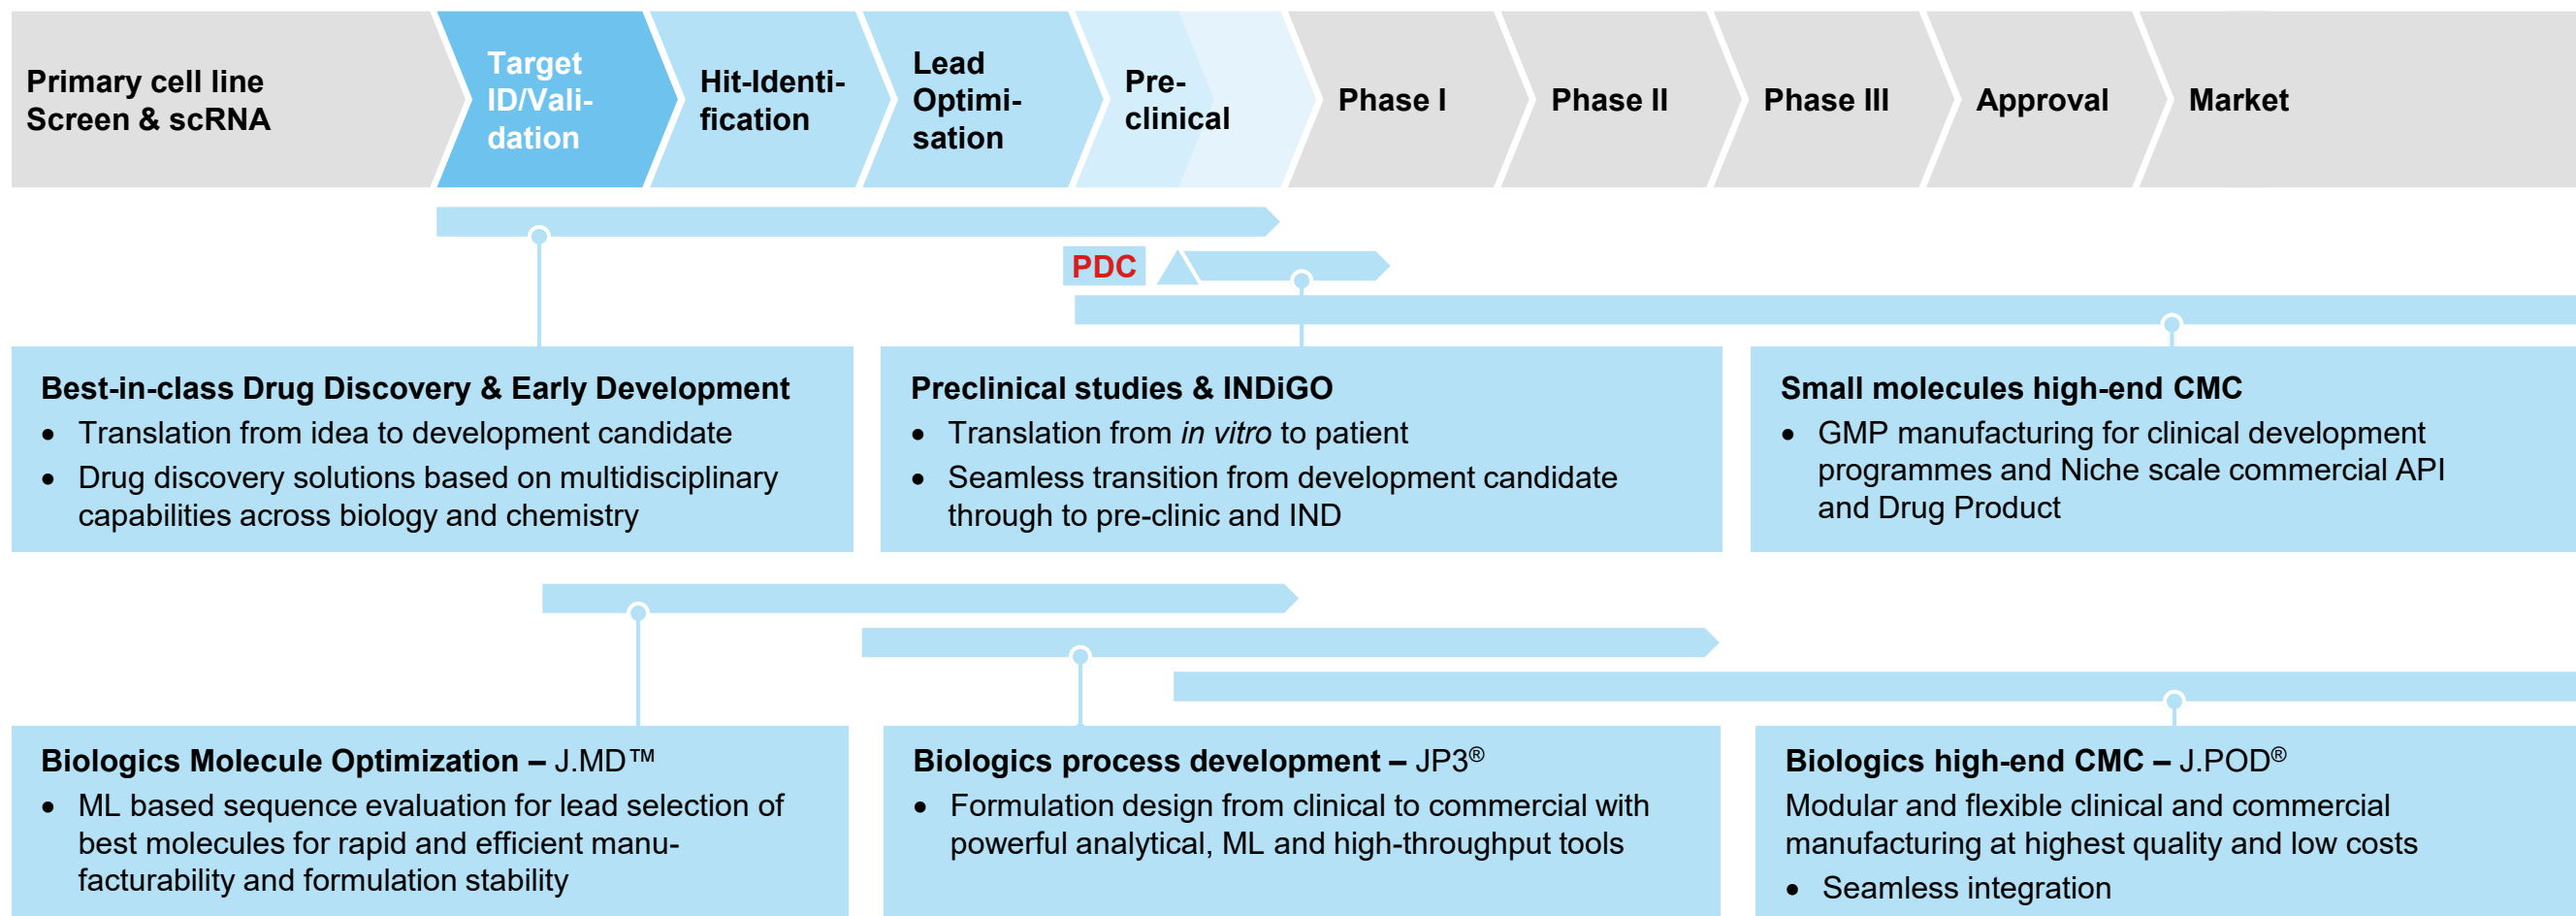 Primary cell line
Screen & scRNA
Target
ID/Vali-
dation
Hit-Identi-
fication
Lead
Optimi-
sation
Pre-
clinical
Phase I
Phase II
Phase III
Approval
Market
PDC
Best-in-class Drug Discovery & Early Development
• Translation from idea to development candidate
• Drug discovery solutions based on multidisciplinary
capabilities across biology and chemistry
Preclinical studies & INDiGO
• Translation from in vitro to patient
• Seamless transition from development candidate
through to pre-clinic and IND
Small molecules high-end CMC
• GMP manufacturing for clinical development
programmes and Niche scale commercial API
and Drug Product
Biologics Molecule Optimization – J.MD™
• ML based sequence evaluation for lead selection of
best molecules for rapid and efficient manu-
facturability and formulation stability
Biologics process development – JP3®
• Formulation design from clinical to commercial with
powerful analytical, ML and high-throughput tools
Biologics high-end CMC – J.POD®
Modular and flexible clinical and commercial
manufacturing at highest quality and low costs
• Seamless integration